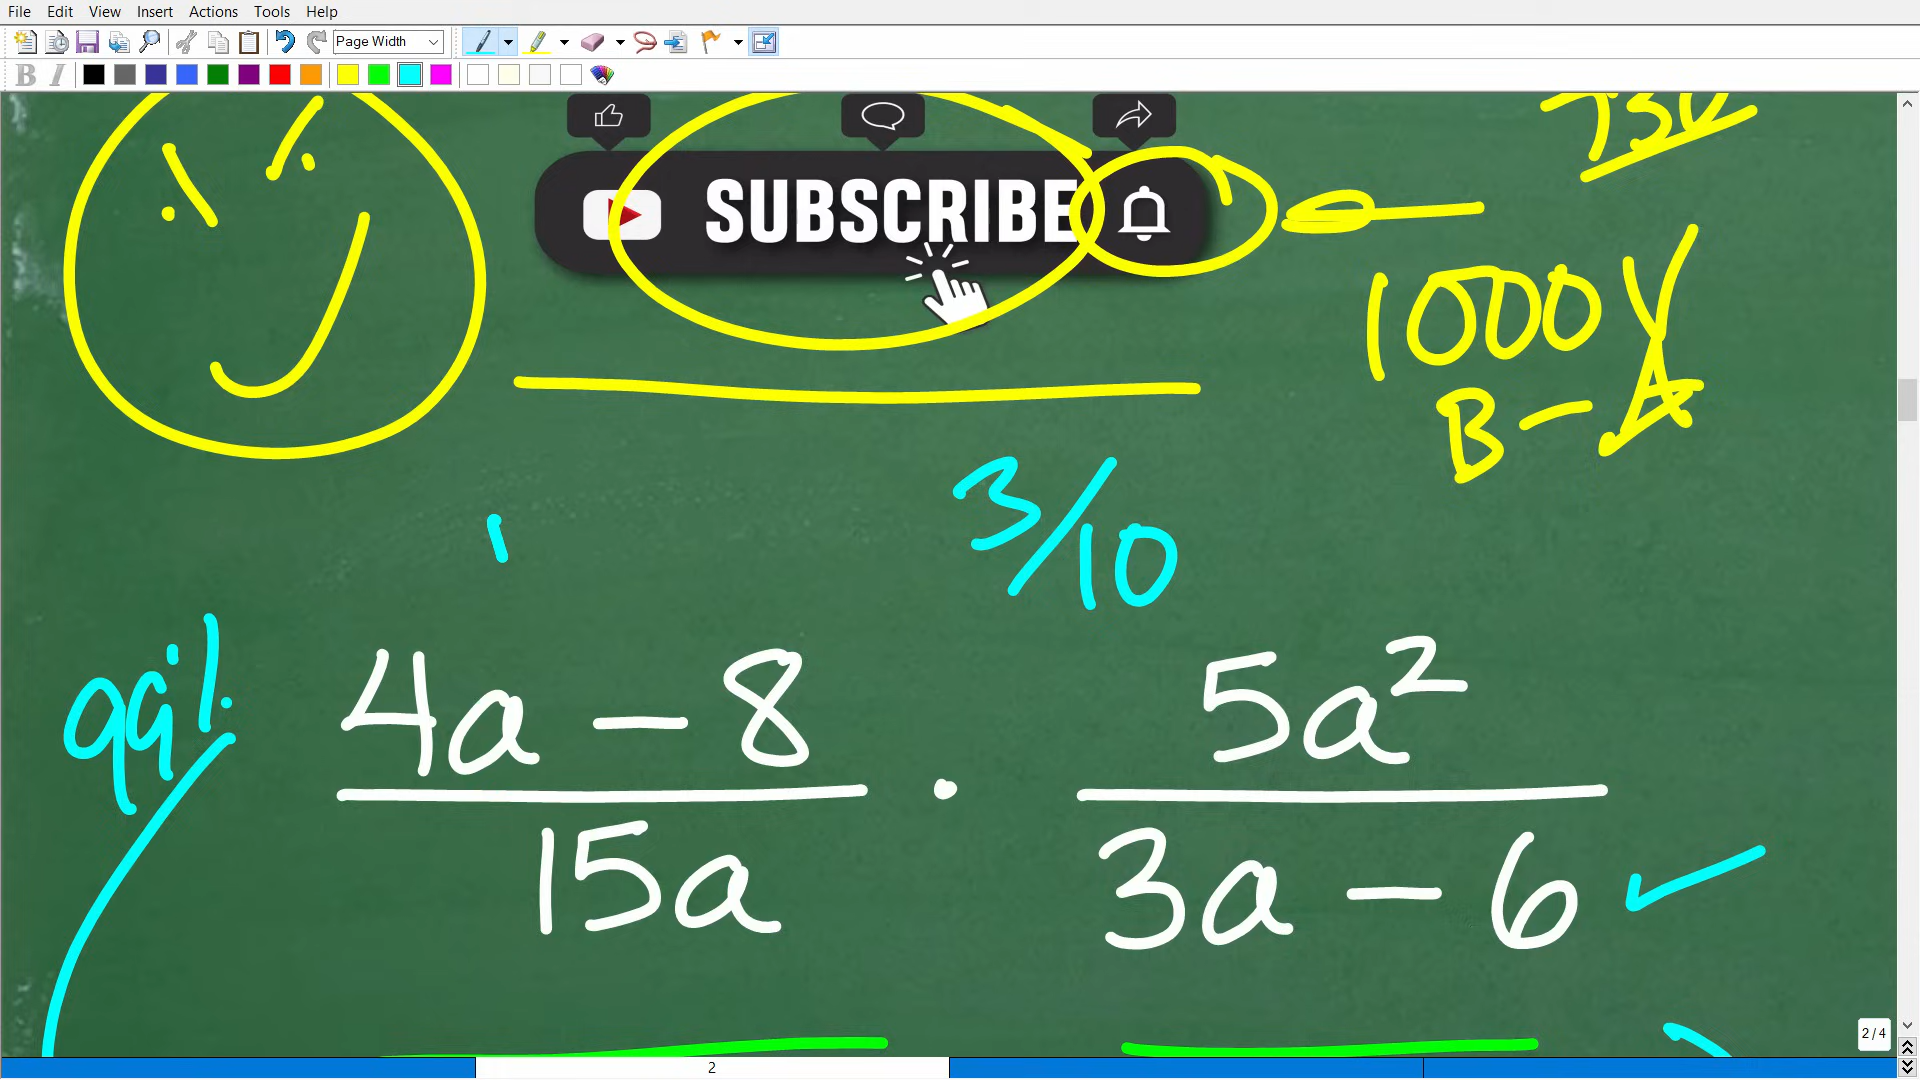 File Edit View Insert Actions Tools Help
Page Width
B I
SUBSCRIBE
1000
B - A
3/10
99%
4a - 8
15a
·
5a²
3a - 6
2 / 4
2